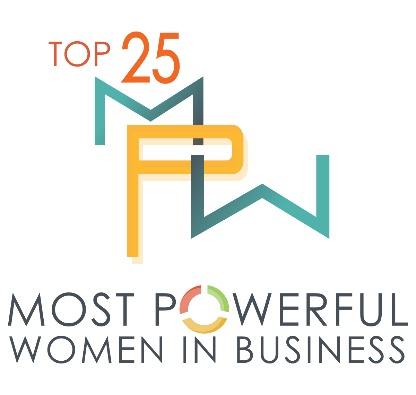 TOP 25
MPW
MOST POWERFUL
WOMEN IN BUSINESS